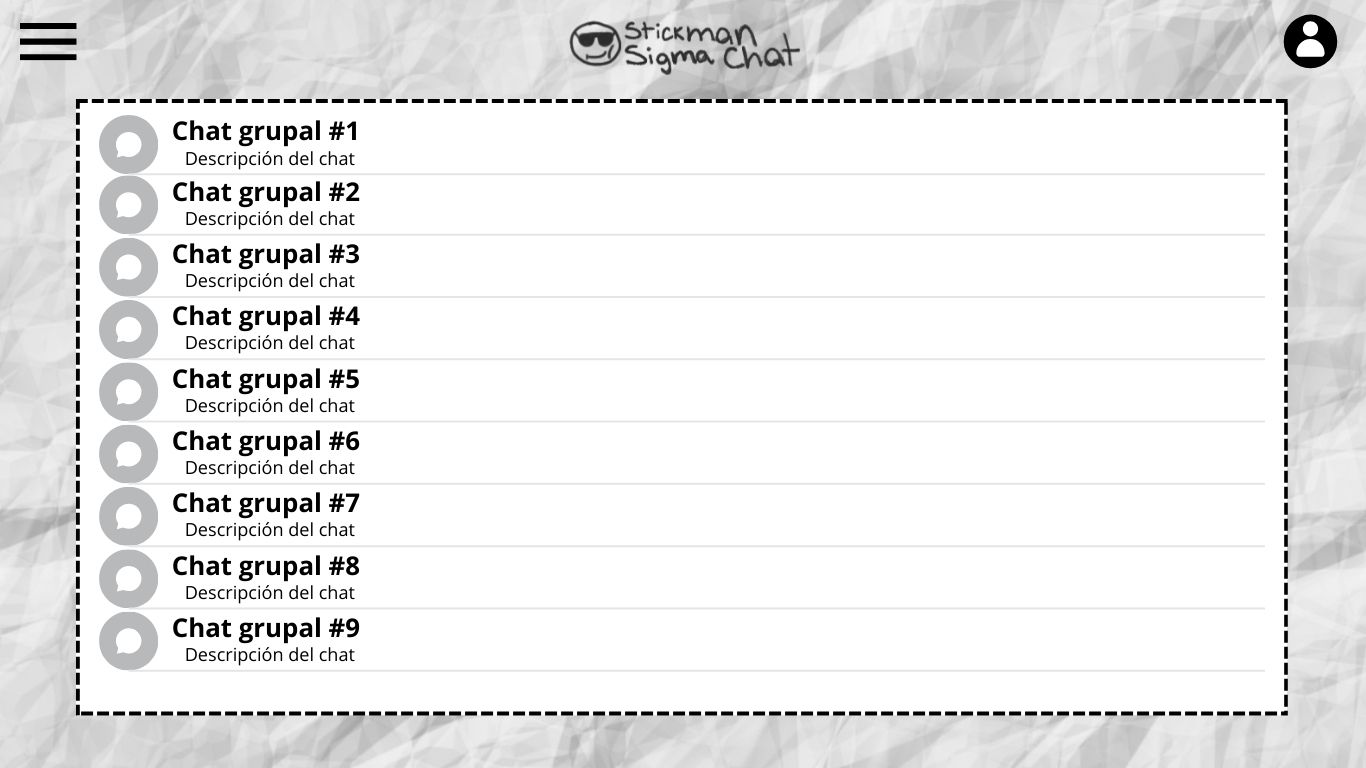 Stickman
Sigma Chat
Chat grupal #1
Descripción del chat
Chat grupal #2
Descripción del chat
Chat grupal #3
Descripción del chat
Chat grupal #4
Descripción del chat
Chat grupal #5
Descripción del chat
Chat grupal #6
Descripción del chat
Chat grupal #7
Descripción del chat
Chat grupal #8
Descripción del chat
Chat grupal #9
Descripción del chat